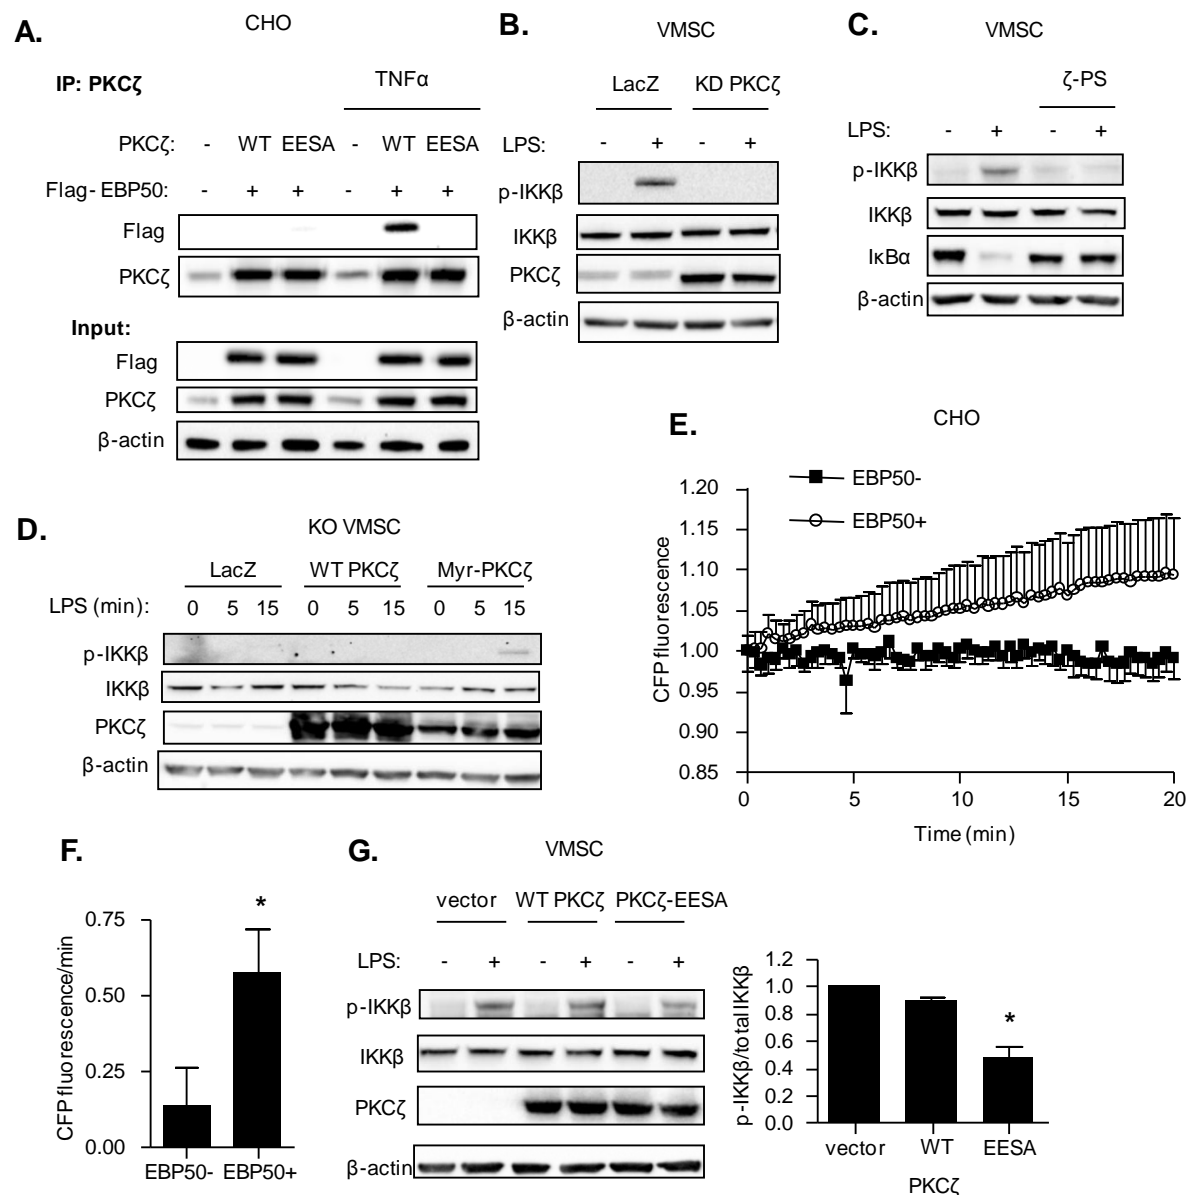 A.
CHO
IP: PKCζ
TNFα
PKCζ: - WT EESA - WT EESA
Flag-EBP50: - + + - + +
Flag
PKCζ
Input:
Flag
PKCζ
β-actin
B.
VMSC
LacZ KD PKCζ
LPS: - + - +
p-IKKβ
IKKβ
PKCζ
β-actin
C.
VMSC
ζ-PS
LPS: - + - +
p-IKKβ
IKKβ
IκBα
β-actin
D.
KO VMSC
LacZ WT PKCζ Myr-PKCζ
LPS (min): 0 5 15 0 5 15 0 5 15
p-IKKβ
IKKβ
PKCζ
β-actin
E.
CHO
EBP50-
EBP50+
CFP fluorescence
1.20
1.15
1.10
1.05
1.00
0.95
0.90
0.85
0 5 10 15 20
Time (min)
F.
*
CFP fluorescence/min
0.75
0.50
0.25
0.00
EBP50- EBP50+
G.
VMSC
vector WT PKCζ PKCζ-EESA
LPS: - + - + - +
p-IKKβ
IKKβ
PKCζ
β-actin
p-IKKβ/total IKKβ
1.2
1.0
0.8
0.6
0.4
0.2
0.0
*
vector WT EESA
PKCζ